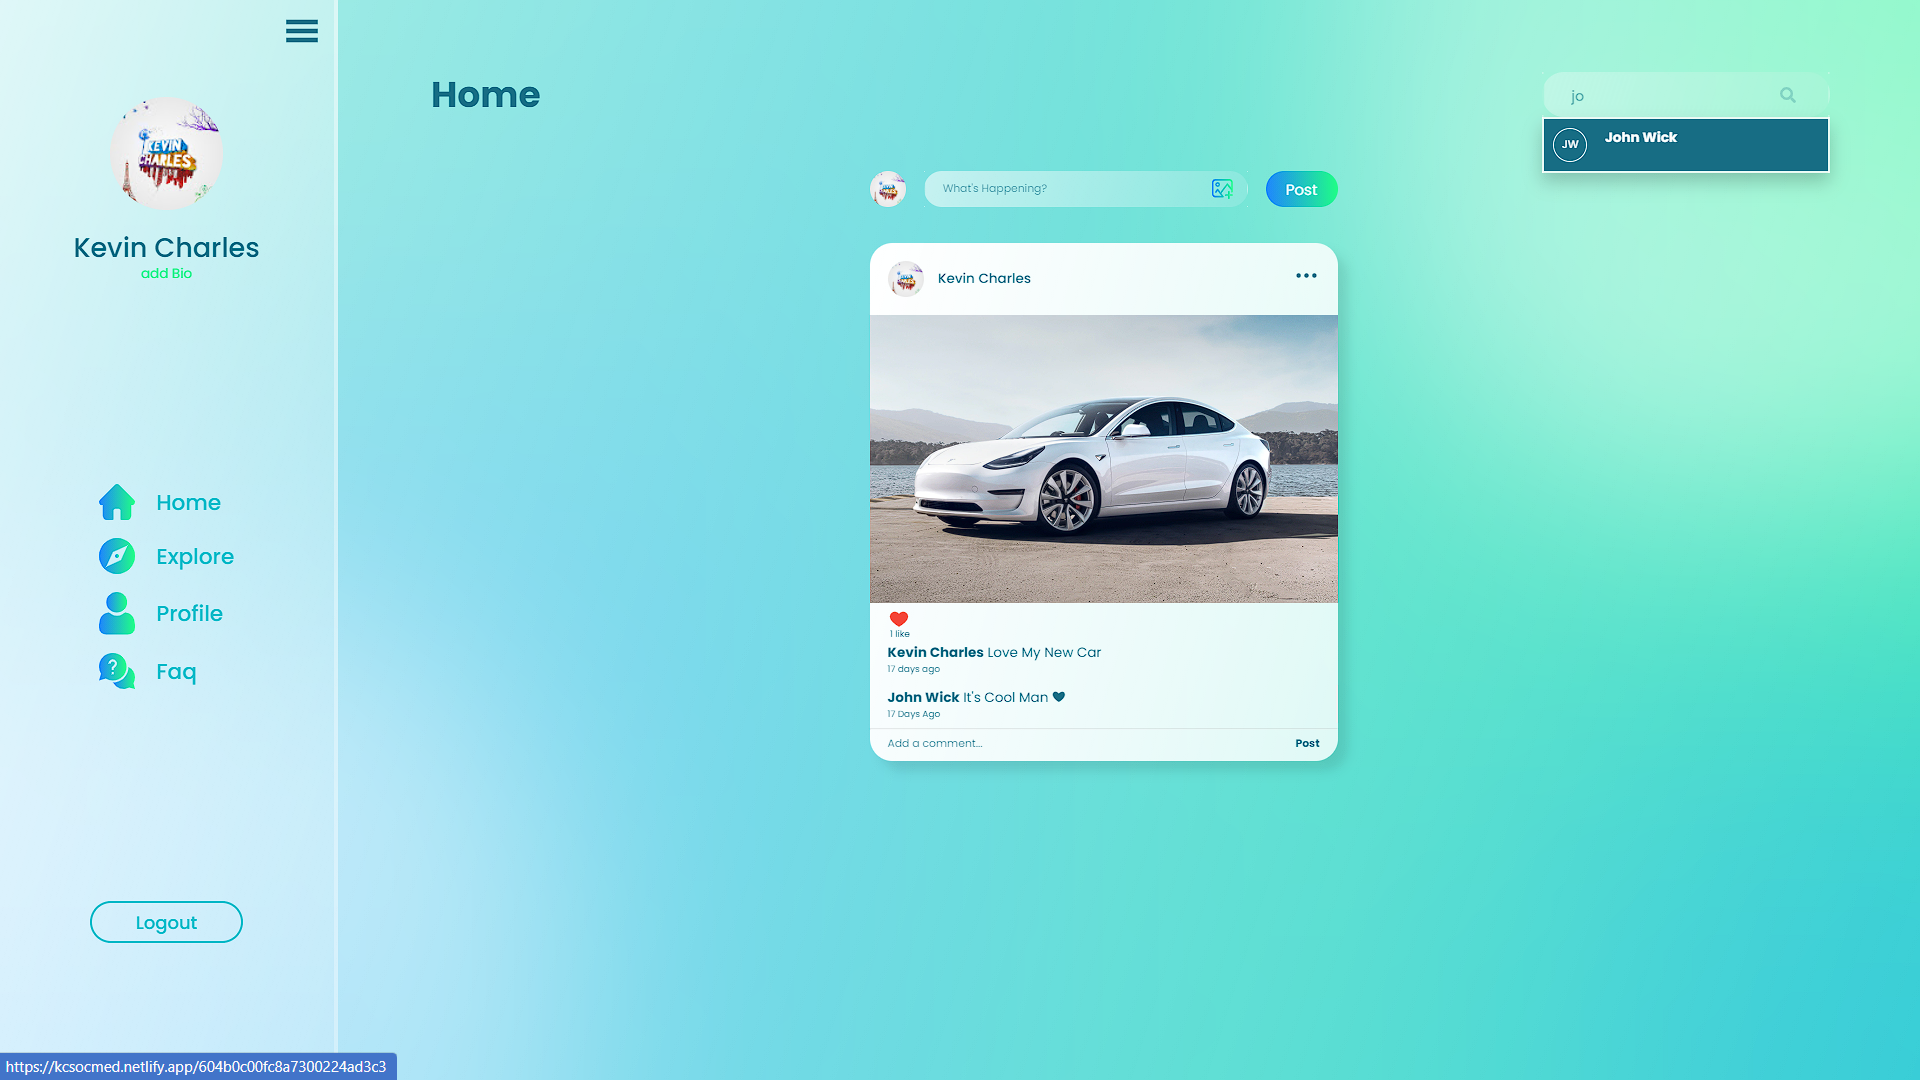 KEVIN
CHARLES
Kevin Charles
add Bio
Home
Explore
Profile
Faq
Logout
Home
What's Happening?
Post
Kevin Charles
1 like
Kevin Charles Love My New Car
17 days ago
John Wick It's Cool Man
17 Days Ago
Add a comment...
Post
jo
JW
John Wick
https://kcsocmed.netlify.app/604b0c00fc8a7300224ad3c3